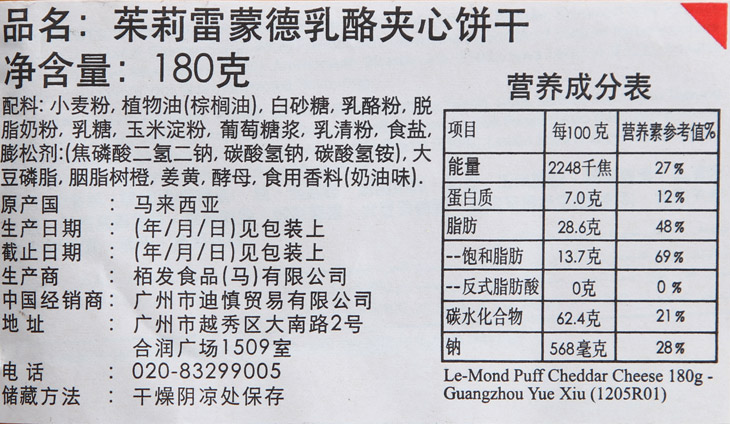 品名：茱莉雷蒙德乳酪夹心饼干
净含量：180克
配料: 小麦粉, 植物油(棕榈油), 白砂糖, 乳酪粉, 脱
脂奶粉, 乳糖, 玉米淀粉, 葡萄糖浆, 乳清粉, 食盐,
膨松剂:(焦磷酸二氢二钠, 碳酸氢钠, 碳酸氢铵), 大
豆磷脂, 胭脂树橙, 姜黄, 酵母, 食用香料(奶油味).
原产国 : 马来西亚
生产日期 : (年/月/日)见包装上
截止日期 : (年/月/日)见包装上
生产商 : 栢发食品(马)有限公司
中国经销商: 广州市迪慎贸易有限公司
地址 : 广州市越秀区大南路2号
合润广场1509室
电话 : 020-83299005
储藏方法 : 干燥阴凉处保存
营养成分表
项目 每100克 营养素参考值%
能量 2248千焦 27%
蛋白质 7.0克 12%
脂肪 28.6克 48%
--饱和脂肪 13.7克 69%
--反式脂肪酸 0克 0%
碳水化合物 62.4克 21%
钠 568毫克 28%
Le-Mond Puff Cheddar Cheese 180g -
Guangzhou Yue Xiu (1205R01)